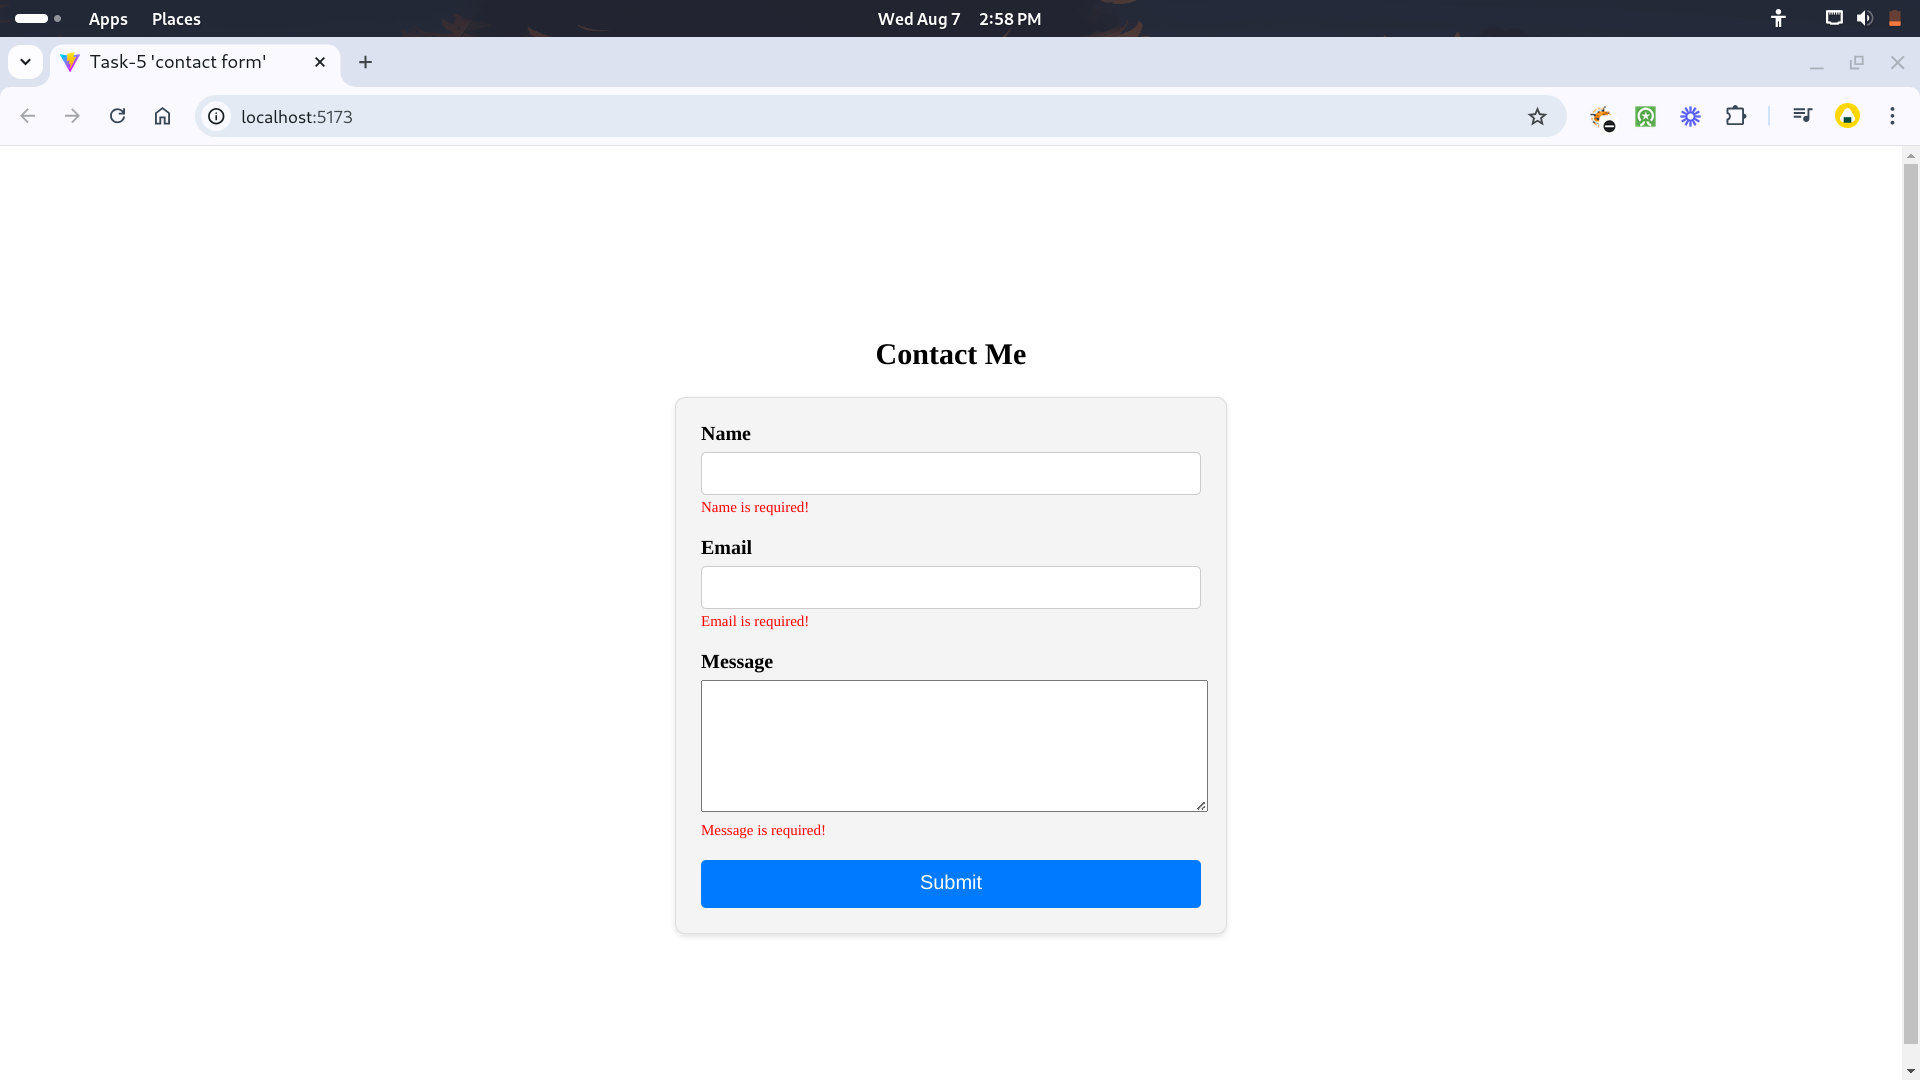 Apps Places Wed Aug 7 2:58 PM
Task-5 'contact form'
localhost:5173
Contact Me
Name
Name is required!
Email
Email is required!
Message
Message is required!
Submit